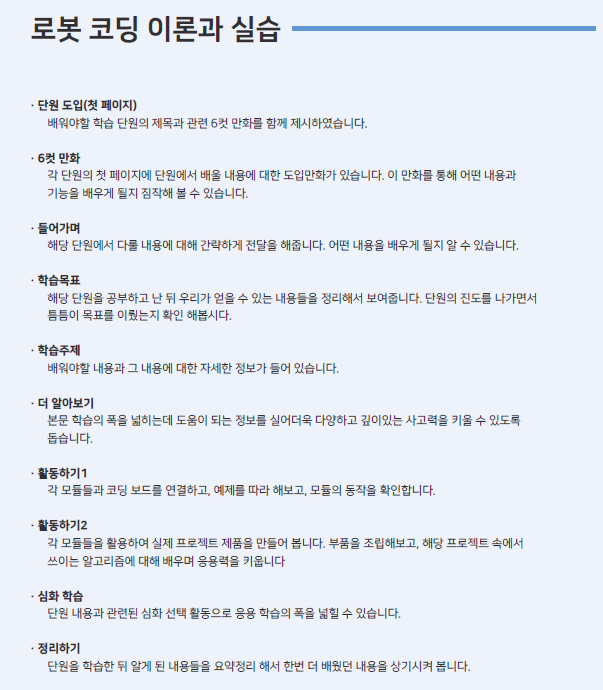 로봇 코딩 이론과 실습
· 단원 도입(첫 페이지)
배워야할 학습 단원의 제목과 관련 6컷 만화를 함께 제시하였습니다.
· 6컷 만화
각 단원의 첫 페이지에 단원에서 배울 내용에 대한 도입만화가 있습니다. 이 만화를 통해 어떤 내용과
기능을 배우게 될지 짐작해 볼 수 있습니다.
· 들어가며
해당 단원에서 다룰 내용에 대해 간략하게 전달을 해줍니다. 어떤 내용을 배우게 될지 알 수 있습니다.
· 학습목표
해당 단원을 공부하고 난 뒤 우리가 얻을 수 있는 내용들을 정리해서 보여줍니다. 단원의 진도를 나가면서
틈틈이 목표를 이뤘는지 확인 해봅시다.
· 학습주제
배워야할 내용과 그 내용에 대한 자세한 정보가 들어 있습니다.
· 더 알아보기
본문 학습의 폭을 넓히는데 도움이 되는 정보를 실어더욱 다양하고 깊이있는 사고력을 키울 수 있도록
돕습니다.
· 활동하기1
각 모듈들과 코딩 보드를 연결하고, 예제를 따라 해보고, 모듈의 동작을 확인합니다.
· 활동하기2
각 모듈들을 활용하여 실제 프로젝트 제품을 만들어 봅니다. 부품을 조립해보고, 해당 프로젝트 속에서
쓰이는 알고리즘에 대해 배우며 응용력을 키웁니다
· 심화 학습
단원 내용과 관련된 심화 선택 활동으로 응용 학습의 폭을 넓힐 수 있습니다.
· 정리하기
단원을 학습한 뒤 알게 된 내용들을 요약정리 해서 한번 더 배웠던 내용을 상기시켜 봅니다.